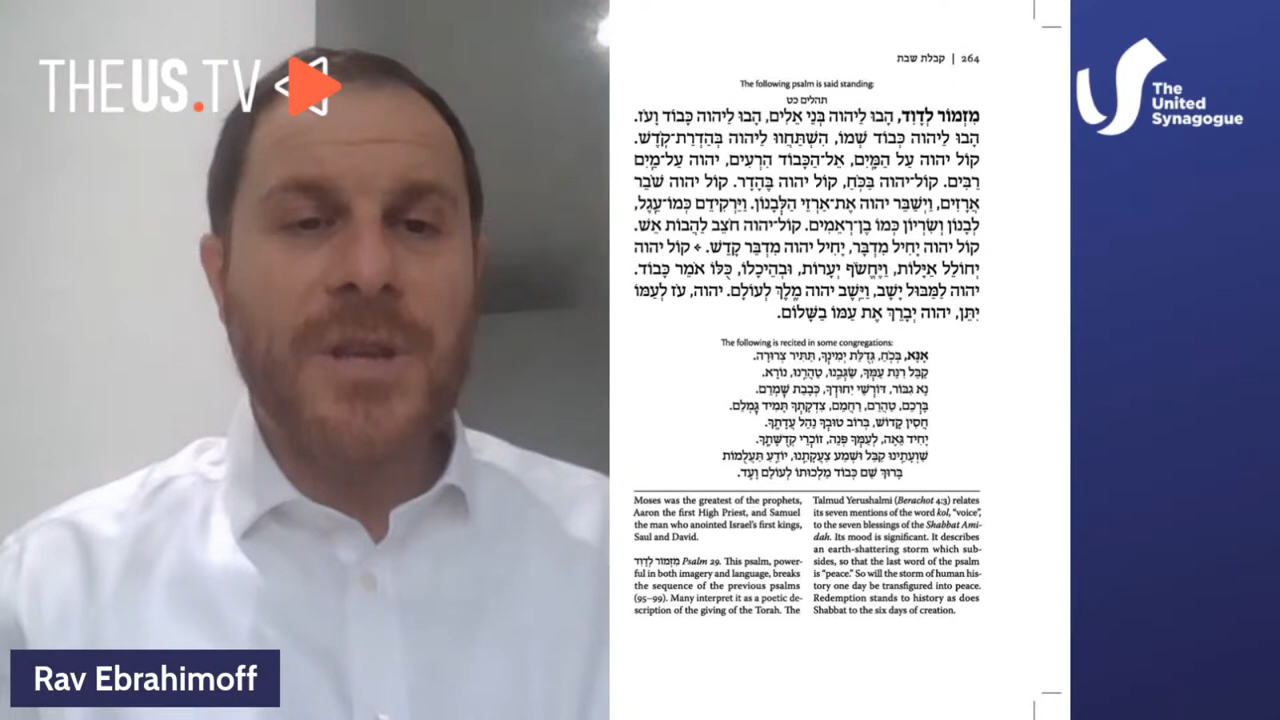 THEUS.TV
264 | קבלת שבת
The following psalm is said standing:
תהלים כט
מִזְמוֹר לְדָוִד, הָבוּ לַיהוה בְּנֵי אֵלִים, הָבוּ לַיהוה כָּבוֹד וָעֹז.
הָבוּ לַיהוה כְּבוֹד שְׁמוֹ, הִשְׁתַּחֲווּ לַיהוה בְּהַדְרַת־קֹדֶשׁ.
קוֹל יהוה עַל הַמָּיִם, אֵל־הַכָּבוֹד הִרְעִים, יהוה עַל־מַיִם
רַבִּים. קוֹל־יהוה בַּכֹּחַ, קוֹל יהוה בֶּהָדָר. קוֹל יהוה שֹׁבֵר
אֲרָזִים, וַיְשַׁבֵּר יהוה אֶת־אַרְזֵי הַלְּבָנוֹן. וַיַּרְקִידֵם כְּמוֹ־עֵגֶל,
לְבָנוֹן וְשִׂרְיוֹן כְּמוֹ בֶן־רְאֵמִים. קוֹל־יהוה חֹצֵב לַהֲבוֹת אֵשׁ.
קוֹל יהוה יָחִיל מִדְבָּר, יָחִיל יהוה מִדְבַּר קָדֵשׁ. ❖ קוֹל יהוה
יְחוֹלֵל אַיָּלוֹת, וַיֶּחֱשֹׂף יְעָרוֹת, וּבְהֵיכָלוֹ, כֻּלּוֹ אֹמֵר כָּבוֹד.
יהוה לַמַּבּוּל יָשָׁב, וַיֵּשֶׁב יהוה מֶלֶךְ לְעוֹלָם. יהוה, עֹז לְעַמּוֹ
יִתֵּן, יהוה יְבָרֵךְ אֶת עַמּוֹ בַשָּׁלוֹם.
The following is recited in some congregations:
אָנָּא, בְּכֹחַ, גְּדֻלַּת יְמִינְךָ, תַּתִּיר צְרוּרָה.
קַבֵּל רִנַּת עַמְּךָ, שַׂגְּבֵנוּ, טַהֲרֵנוּ, נוֹרָא.
נָא גִבּוֹר, דּוֹרְשֵׁי יִחוּדְךָ, כְּבָבַת שָׁמְרֵם.
בָּרְכֵם, טַהֲרֵם, רַחֲמֵם, צִדְקָתְךָ תָּמִיד גָּמְלֵם.
חֲסִין קָדוֹשׁ, בְּרוֹב טוּבְךָ נַהֵל עֲדָתֶךָ.
יָחִיד גֵּאֶה, לְעַמְּךָ פְּנֵה, זוֹכְרֵי קְדֻשָּׁתֶךָ.
שַׁוְעָתֵינוּ קַבֵּל וּשְׁמַע צַעֲקָתֵנוּ, יוֹדֵעַ תַּעֲלוּמוֹת
בָּרוּךְ שֵׁם כְּבוֹד מַלְכוּתוֹ לְעוֹלָם וָעֶד.
Moses was the greatest of the prophets,
Aaron the first High Priest, and Samuel
the man who anointed Israel's first kings,
Saul and David.
מִזְמוֹר לְדָוִד Psalm 29. This psalm, power-
ful in both imagery and language, breaks
the sequence of the previous psalms
(95–99). Many interpret it as a poetic de-
scription of the giving of the Torah. The
Talmud Yerushalmi (Berachot 4:3) relates
its seven mentions of the word kol, "voice",
to the seven blessings of the Shabbat Ami-
dah. Its mood is significant. It describes
an earth-shattering storm which sub-
sides, so that the last word of the psalm
is "peace." So will the storm of human his-
tory one day be transfigured into peace.
Redemption stands to history as does
Shabbat to the six days of creation.
The
United
Synagogue
Rav Ebrahimoff